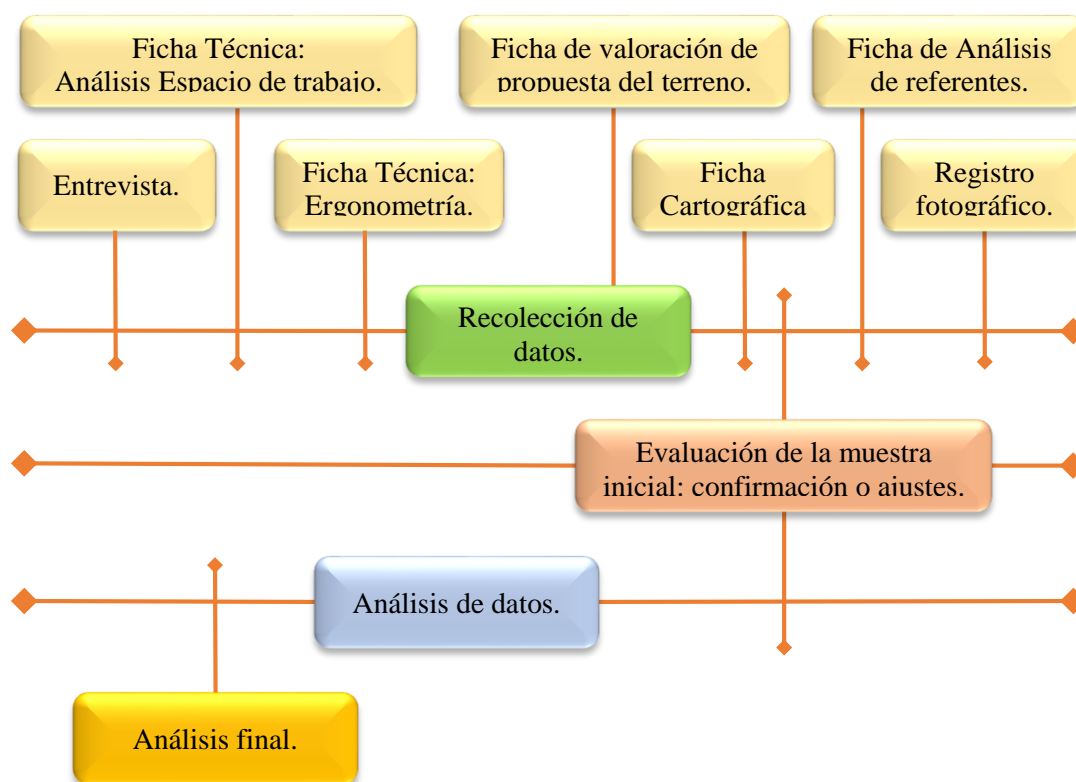 Ficha Técnica:
Análisis Espacio de trabajo.
Ficha de valoración de
propuesta del terreno.
Ficha de Análisis
de referentes.
Entrevista.
Ficha Técnica:
Ergonometría.
Ficha
Cartográfica
Registro
fotográfico.
Recolección de
datos.
Evaluación de la muestra
inicial: confirmación o ajustes.
Análisis de datos.
Análisis final.